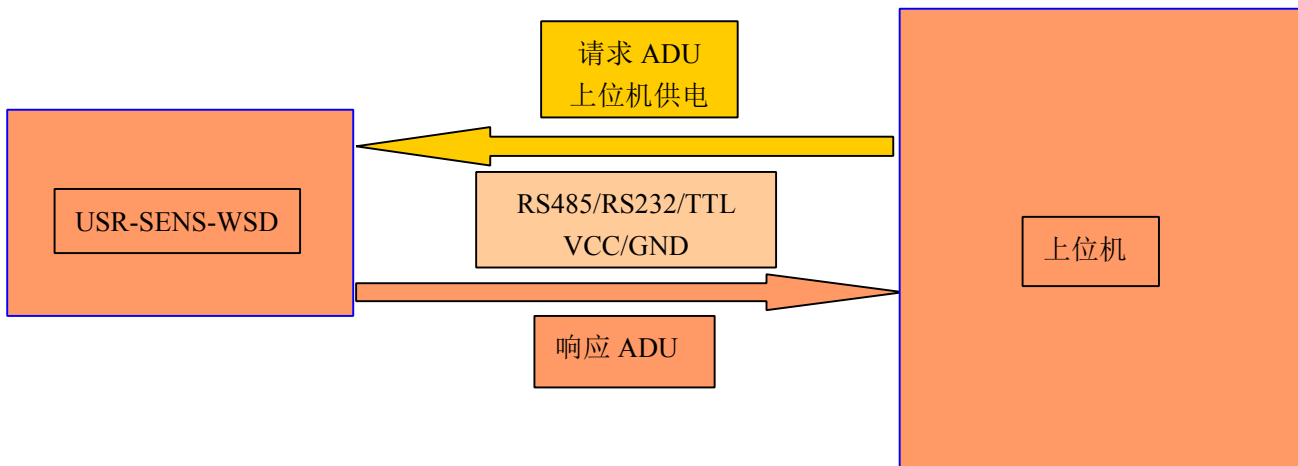 请求 ADU
上位机供电
USR-SENS-WSD
RS485/RS232/TTL
VCC/GND
上位机
响应 ADU